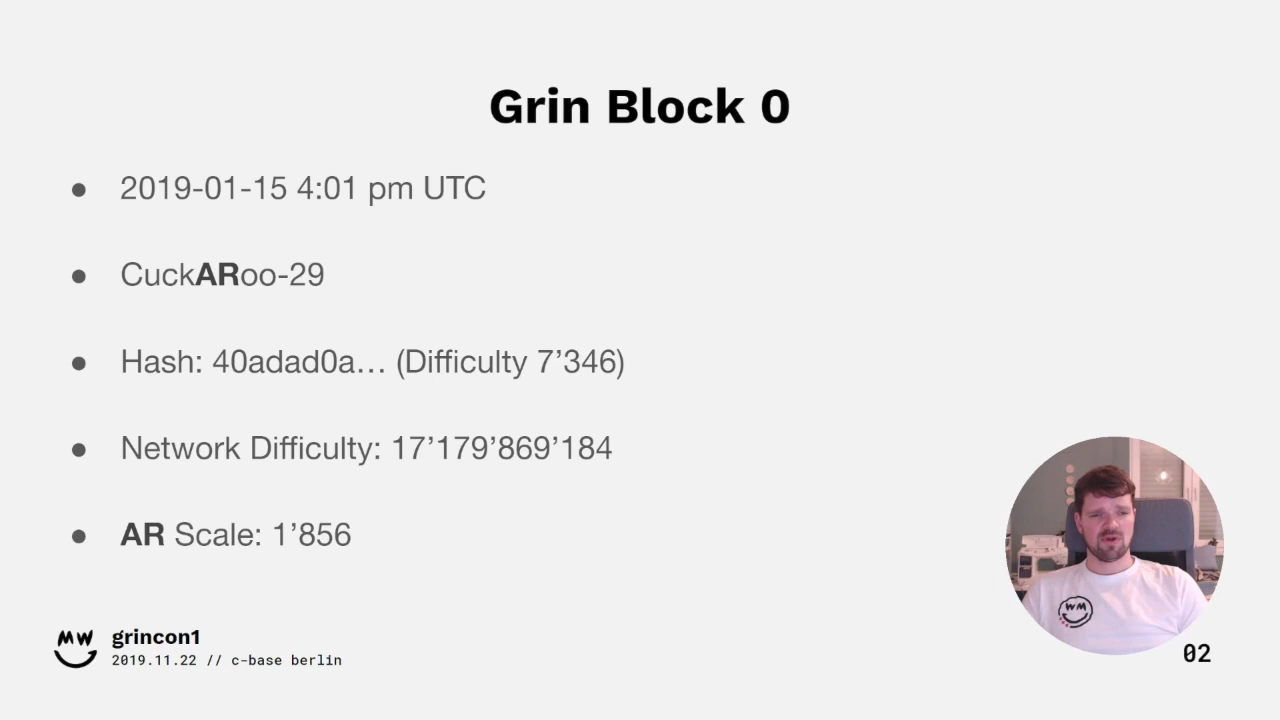 Grin Block 0
● 2019-01-15 4:01 pm UTC
● CuckARoo-29
● Hash: 40adad0a… (Difficulty 7’346)
● Network Difficulty: 17’179’869’184
● AR Scale: 1’856
MW
grincon1
2019.11.22 // c-base berlin
WM
02